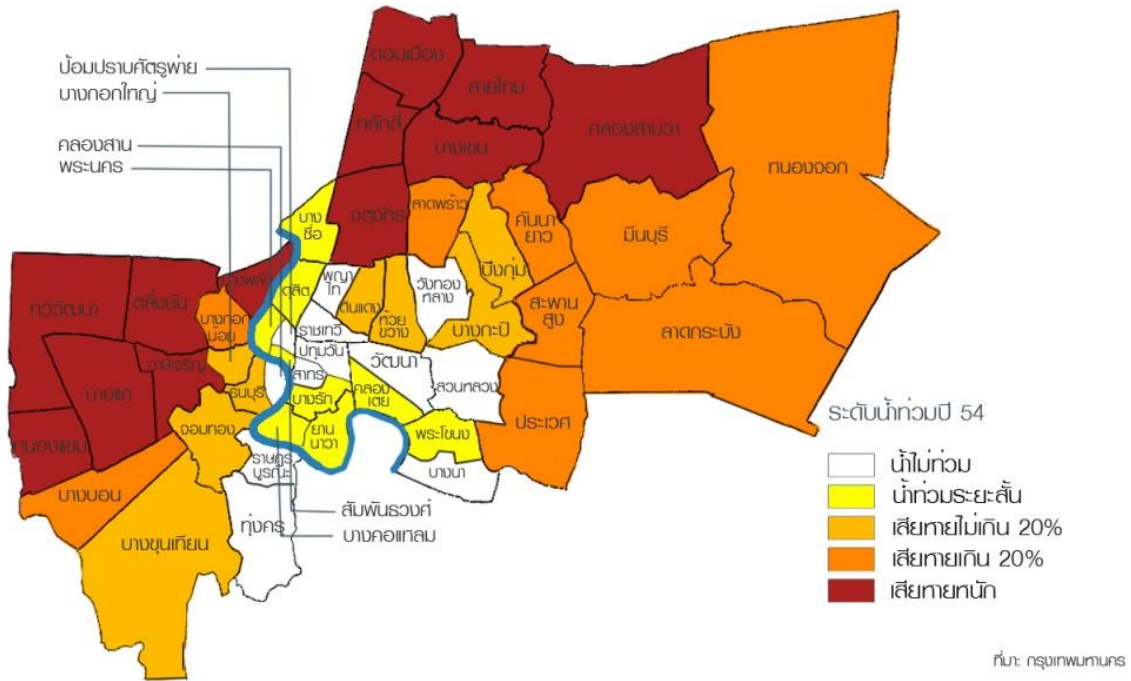 ป้อมปราบศัตรูพ่าย
บางกอกใหญ่
คลองสาน
พระนคร
ดอนเมือง
สายไหม
หลักสี่
บางเขน
คลองสามวา
หนองจอก
จตุจักร
ลาดพร้าว
คันนา
ยาว
มีนบุรี
บาง
ซื่อ
บึงกุ่ม
บางพลัด
ดุสิต
พญา
ไท
วังทอง
หลาง
ทวีวัฒนา
ตลิ่งชัน
บางกอก
น้อย
ดินแดง
ห้วย
ขวาง
สะพาน
สูง
ลาดกระบัง
ราชเทวี
บางกะปิ
ปทุมวัน
วัฒนา
ภาษีเจริญ
บางแค
ธนบุรี
สาทร
คลอง
เตย
สวนหลวง
บางรัก
ประเวศ
จอมทอง
ยาน
นาวา
พระโขนง
หนองแขม
ราษฎร์
บูรณะ
บางนา
บางบอน
ทุ่งครุ
บางขุนเทียน
สัมพันธวงศ์
บางคอแหลม
ระดับน้ำท่วมปี 54
น้ำไม่ท่วม
น้ำท่วมระยะสั้น
เสียหายไม่เกิน 20%
เสียหายเกิน 20%
เสียหายหนัก
ที่มา: กรุงเทพมหานคร